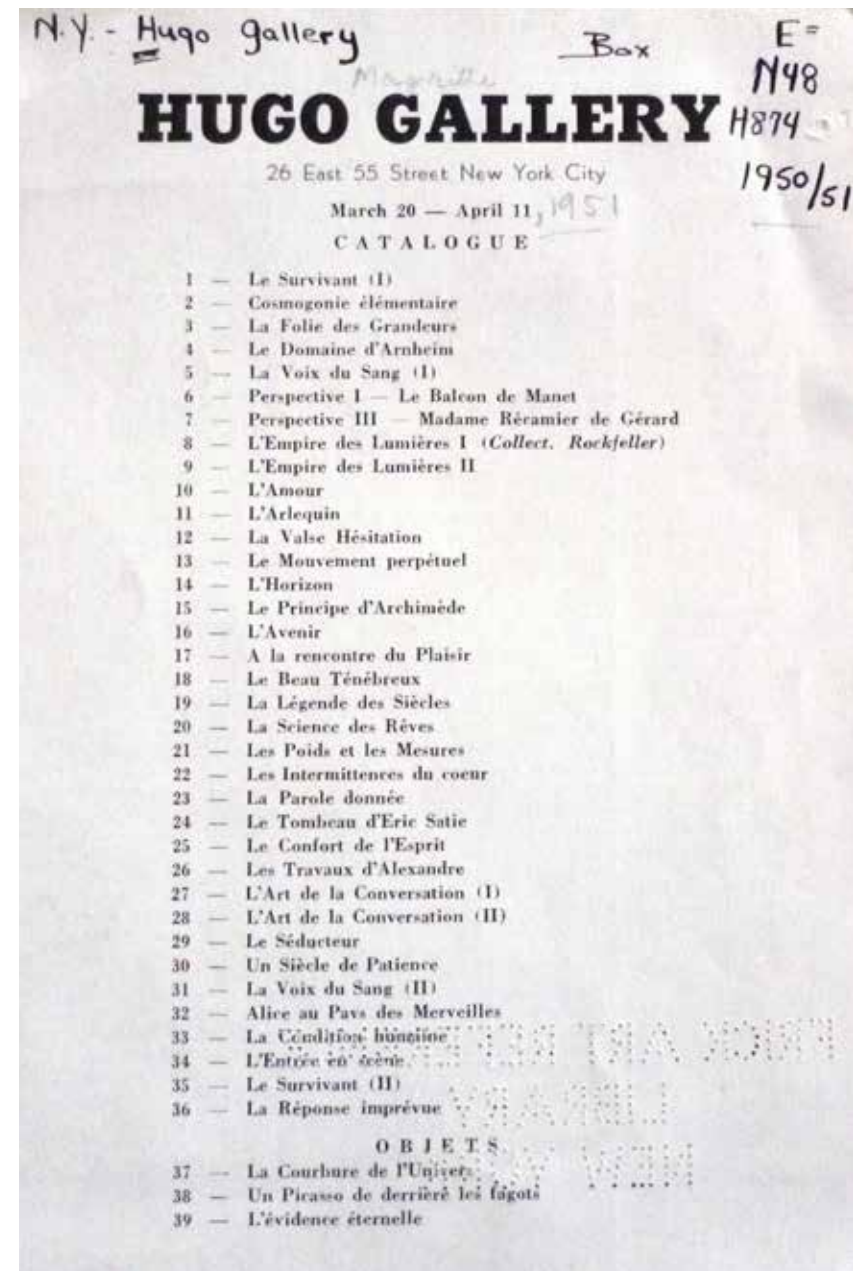 N.Y. - Hugo Gallery Box E=
Magritte N48
HUGO GALLERY H874
26 East 55 Street New York City 1950/51
March 20 — April 11, 1951
CATALOGUE
1 — Le Survivant (I)
2 — Cosmogonie élémentaire
3 — La Folie des Grandeurs
4 — Le Domaine d'Arnheim
5 — La Voix du Sang (I)
6 — Perspective I — Le Balcon de Manet
7 — Perspective III — Madame Récamier de Gérard
8 — L'Empire des Lumières I (Collect. Rockfeller)
9 — L'Empire des Lumières II
10 — L'Amour
11 — L'Arlequin
12 — La Valse Hésitation
13 — Le Mouvement perpétuel
14 — L'Horizon
15 — Le Principe d'Archimède
16 — L'Avenir
17 — A la rencontre du Plaisir
18 — Le Beau Ténébreux
19 — La Légende des Siècles
20 — La Science des Rêves
21 — Les Poids et les Mesures
22 — Les Intermittences du coeur
23 — La Parole donnée
24 — Le Tombeau d'Eric Satie
25 — Le Confort de l'Esprit
26 — Les Travaux d'Alexandre
27 — L'Art de la Conversation (I)
28 — L'Art de la Conversation (II)
29 — Le Séducteur
30 — Un Siècle de Patience
31 — La Voix du Sang (II)
32 — Alice au Pays des Merveilles
33 — La Condition humaine
34 — L'Entrée en scène
35 — Le Survivant (II)
36 — La Réponse imprévue
OBJETS
37 — La Courbure de l'Univers
38 — Un Picasso de derrière les fagots
39 — L'évidence éternelle